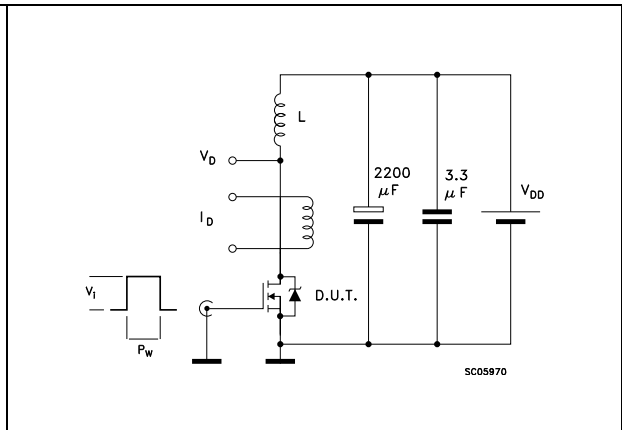 L
V_D
2200
μF
3.3
μF
V_DD
I_D
V_i
D.U.T.
P_W
SC05970